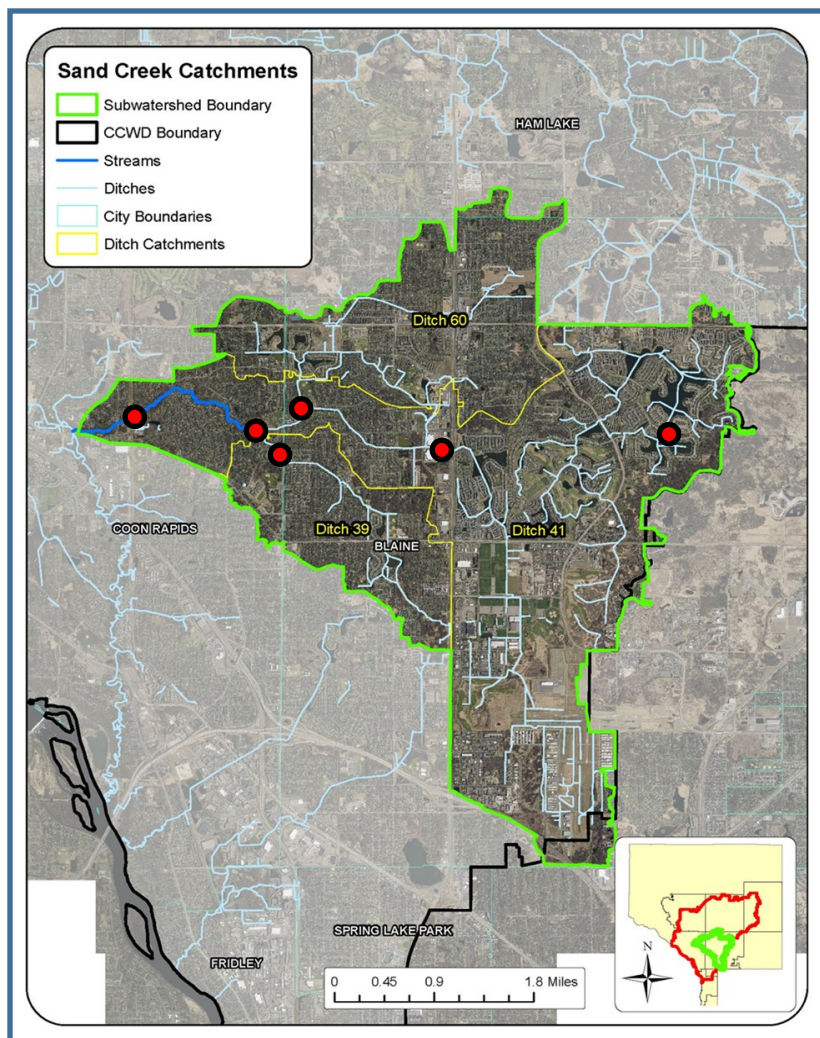 Sand Creek Catchments
Subwatershed Boundary
CCWD Boundary
Streams
Ditches
City Boundaries
Ditch Catchments
HAM LAKE
Ditch 60
COON RAPIDS
Ditch 39
BLAINE
Ditch 41
SPRING LAKE PARK
FRIDLEY
N
0 0.45 0.9 1.8 Miles